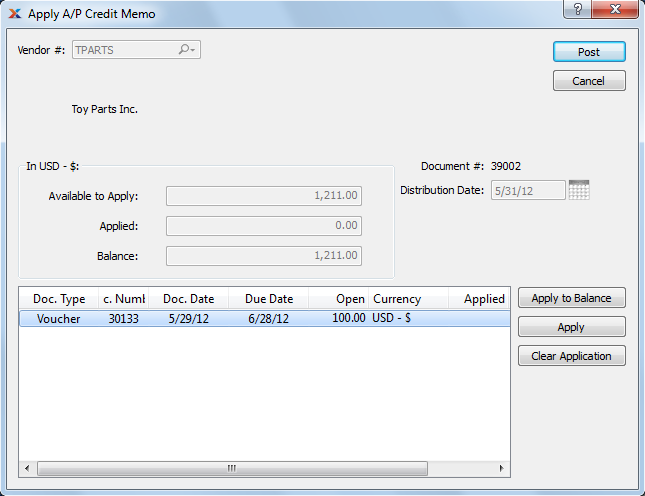 Apply A/P Credit Memo
?
Vendor #: TPARTS
Post
Cancel
Toy Parts Inc.
In USD - $:
Document #: 39002
Available to Apply: 1,211.00
Distribution Date: 5/31/12
Applied: 0.00
Balance: 1,211.00
Doc. Type c. Numb Doc. Date Due Date Open Currency Applied
Voucher 30133 5/29/12 6/28/12 100.00 USD - $
Apply to Balance
Apply
Clear Application